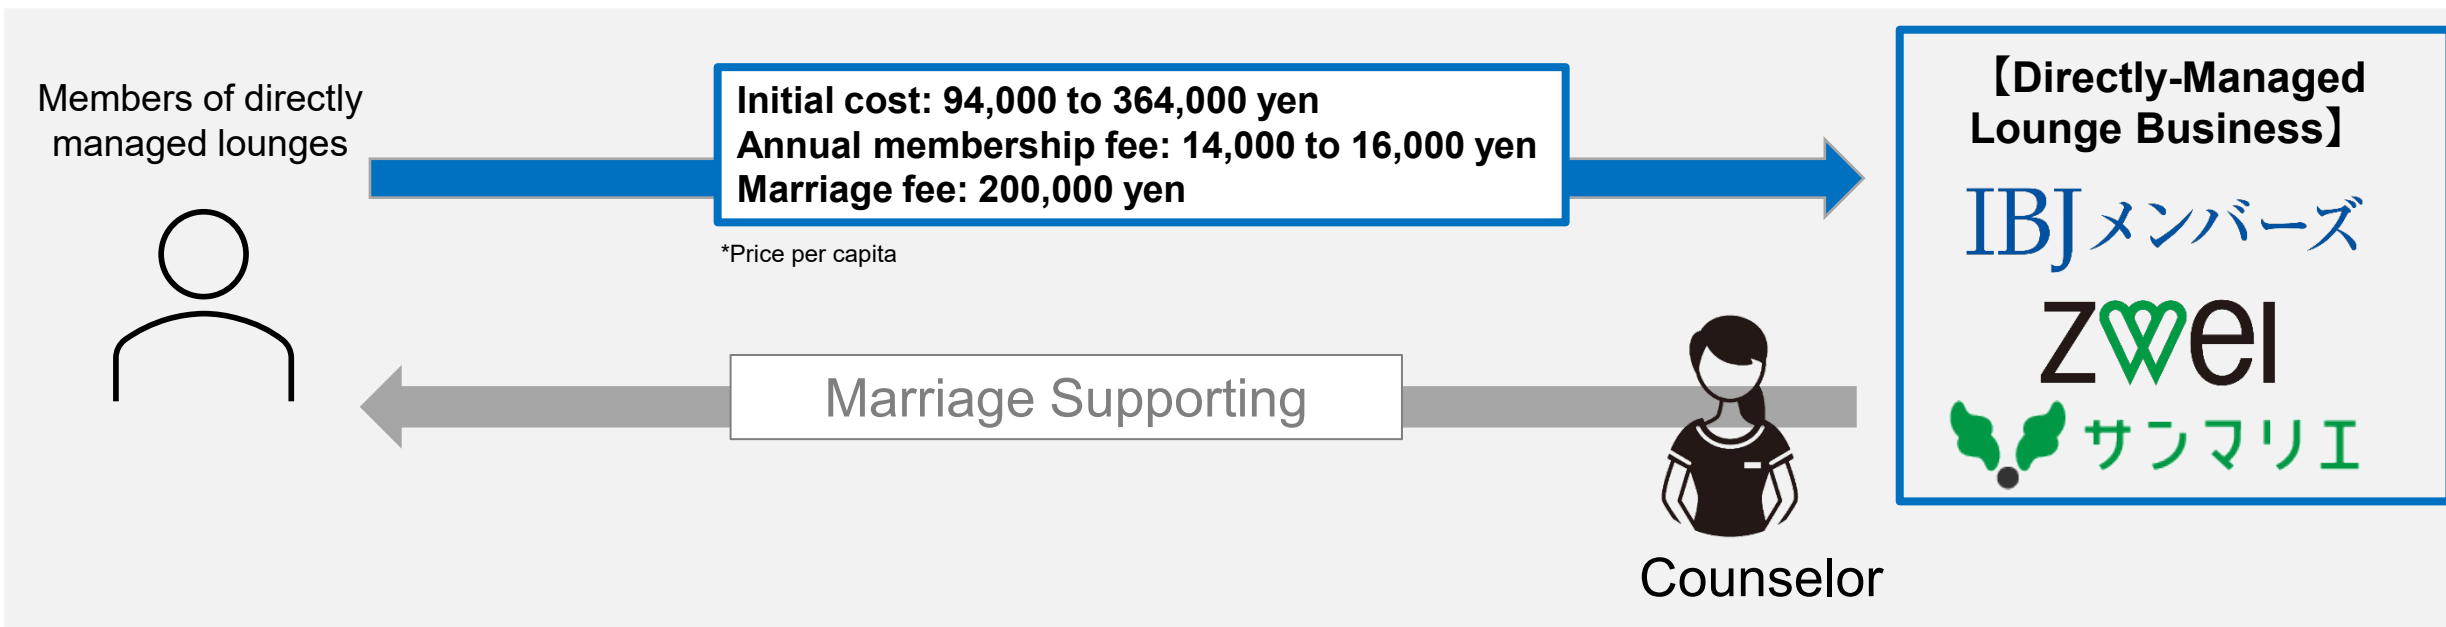 Members of directly
managed lounges
Initial cost: 94,000 to 364,000 yen
Annual membership fee: 14,000 to 16,000 yen
Marriage fee: 200,000 yen
*Price per capita
Marriage Supporting
Counselor
【Directly-Managed
Lounge Business】
IBJメンバーズ
zwei
サンマリエ